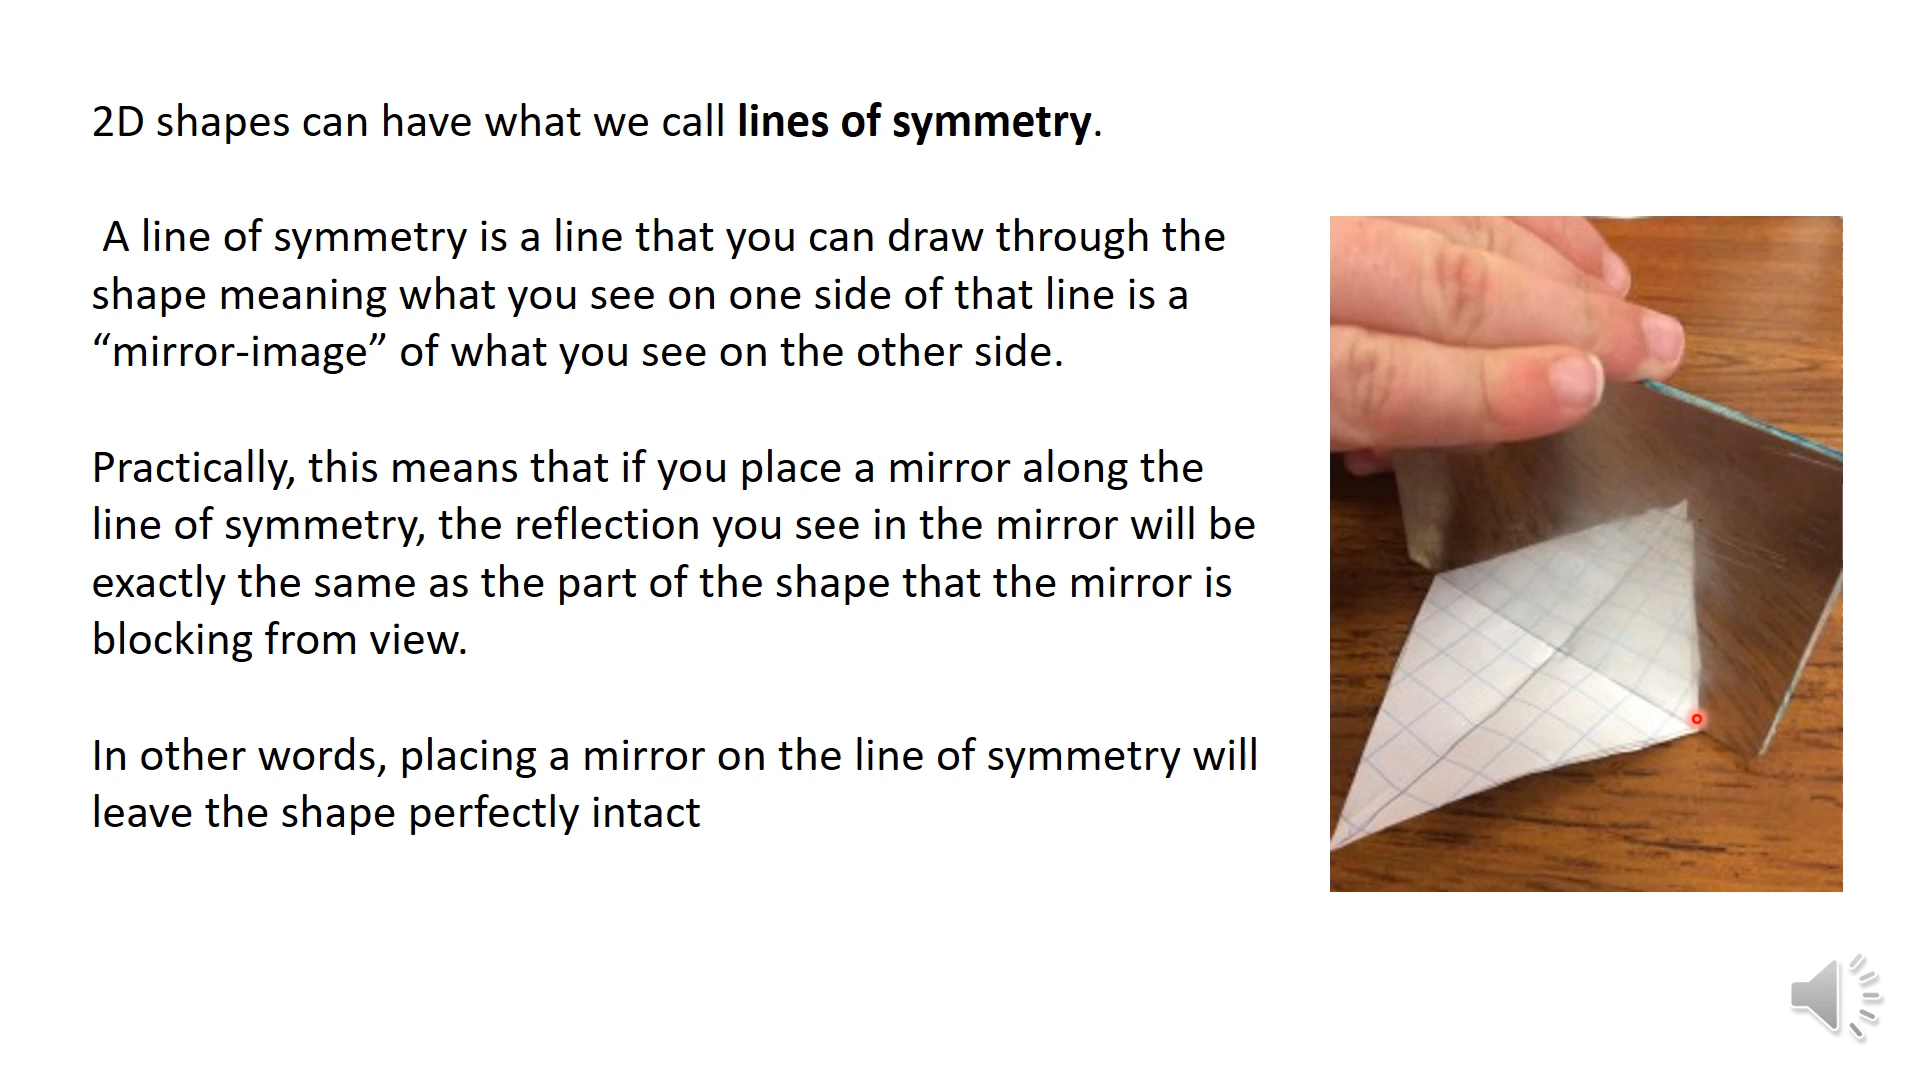 2D shapes can have what we call lines of symmetry.
A line of symmetry is a line that you can draw through the
shape meaning what you see on one side of that line is a
“mirror-image” of what you see on the other side.
Practically, this means that if you place a mirror along the
line of symmetry, the reflection you see in the mirror will be
exactly the same as the part of the shape that the mirror is
blocking from view.
In other words, placing a mirror on the line of symmetry will
leave the shape perfectly intact